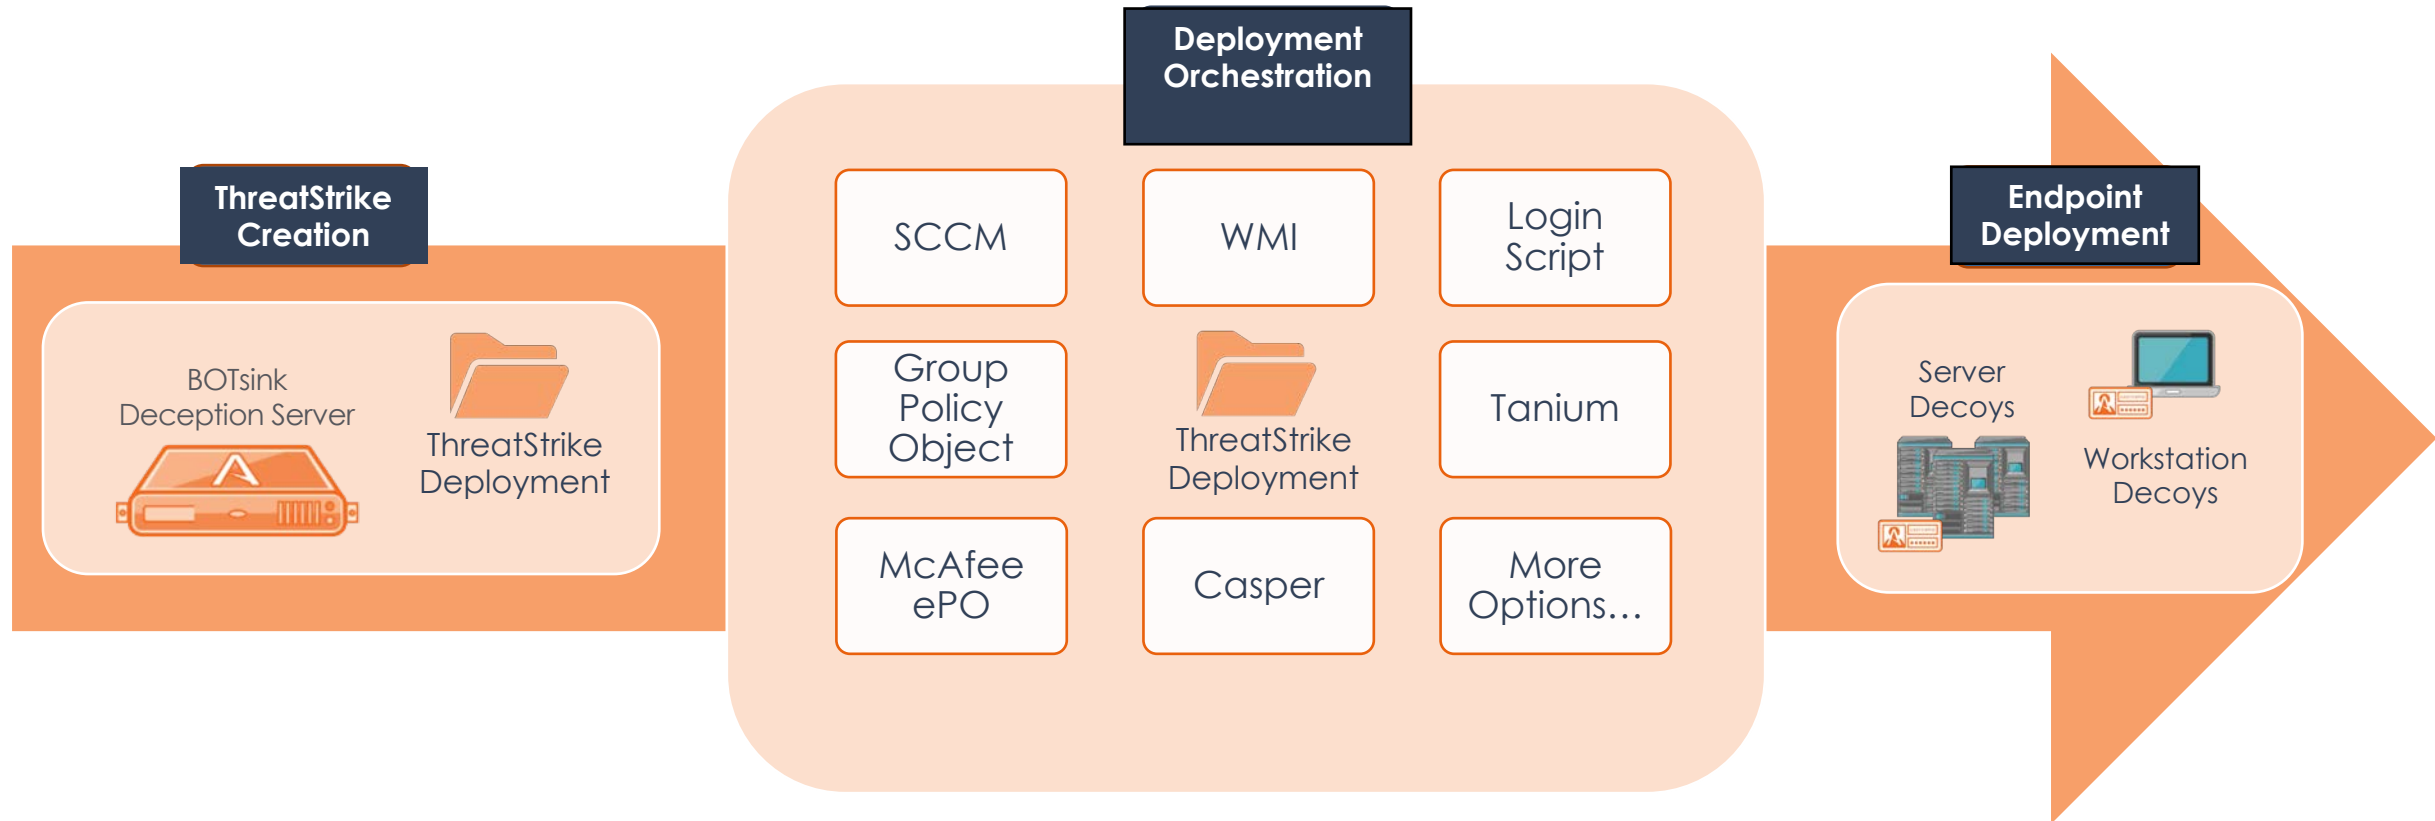 ThreatStrike
Creation
BOTsink
Deception Server
ThreatStrike
Deployment
Deployment
Orchestration
SCCM
WMI
Login
Script
Group
Policy
Object
ThreatStrike
Deployment
Tanium
McAfee
ePO
Casper
More
Options...
Endpoint
Deployment
Server
Decoys
Workstation
Decoys